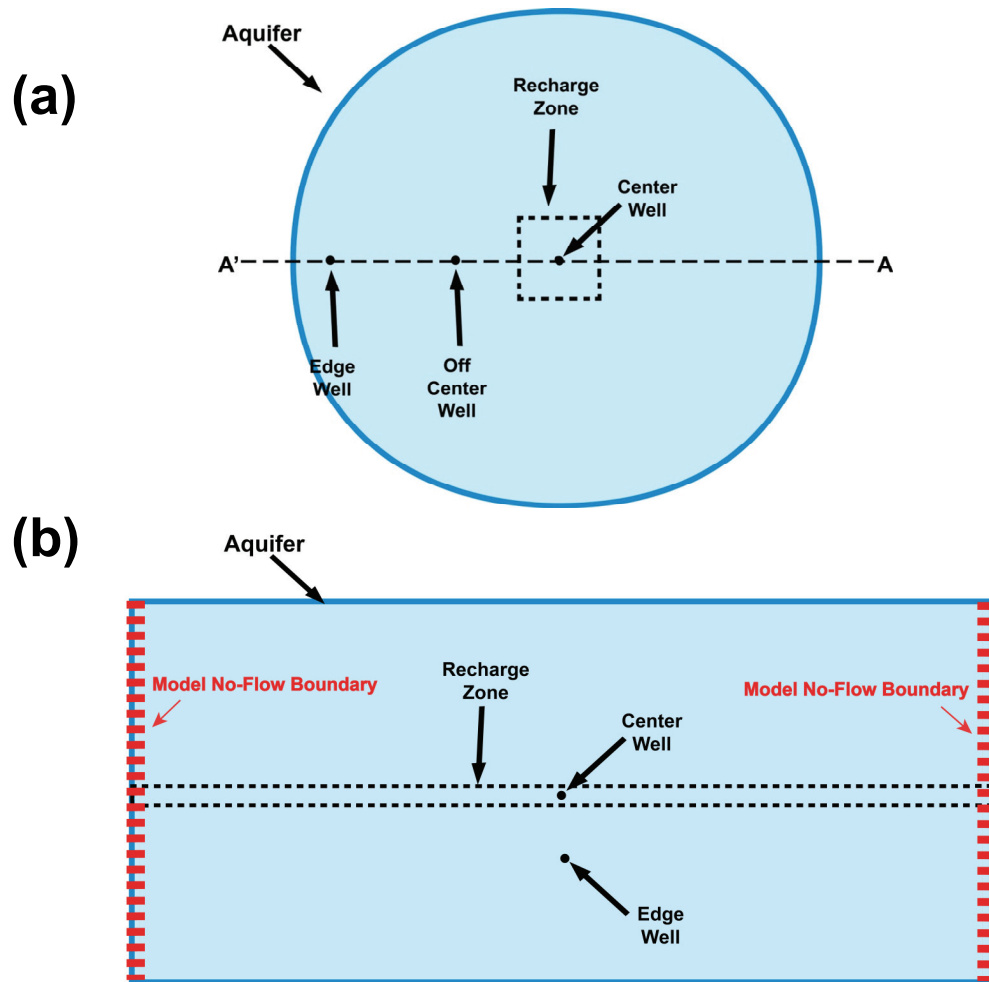 (a)
Aquifer
Recharge
Zone
Center
Well
A'
A
Edge
Well
Off
Center
Well
(b)
Aquifer
Recharge
Zone
Model No-Flow Boundary
Model No-Flow Boundary
Center
Well
Edge
Well